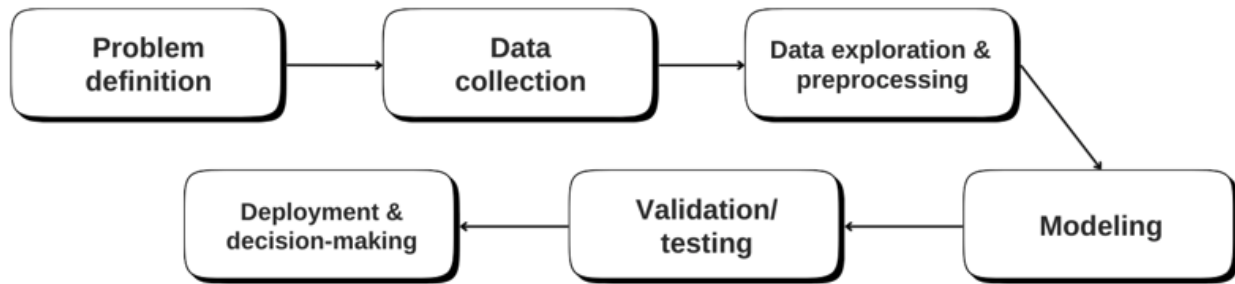 Problem
definition
Data
collection
Data exploration &
preprocessing
Modeling
Validation/
testing
Deployment &
decision-making